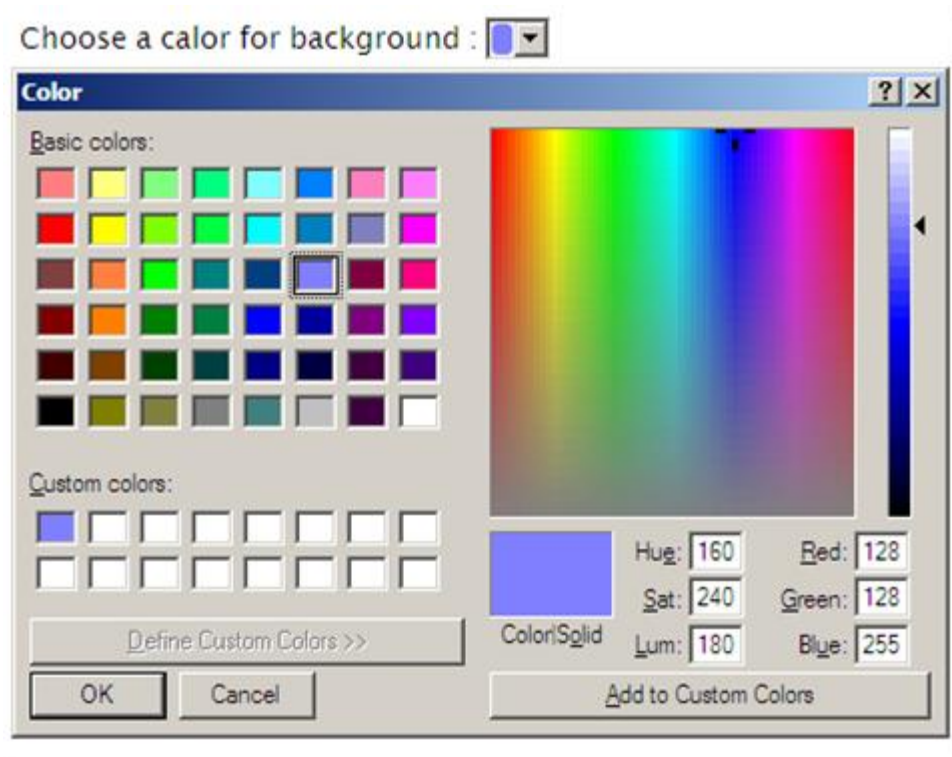 Choose a calor for background :
Color
? X
Basic colors:
Custom colors:
Define Custom Colors >>
OK Cancel
Color|Solid
Hue: 160 Red: 128
Sat: 240 Green: 128
Lum: 180 Blue: 255
Add to Custom Colors